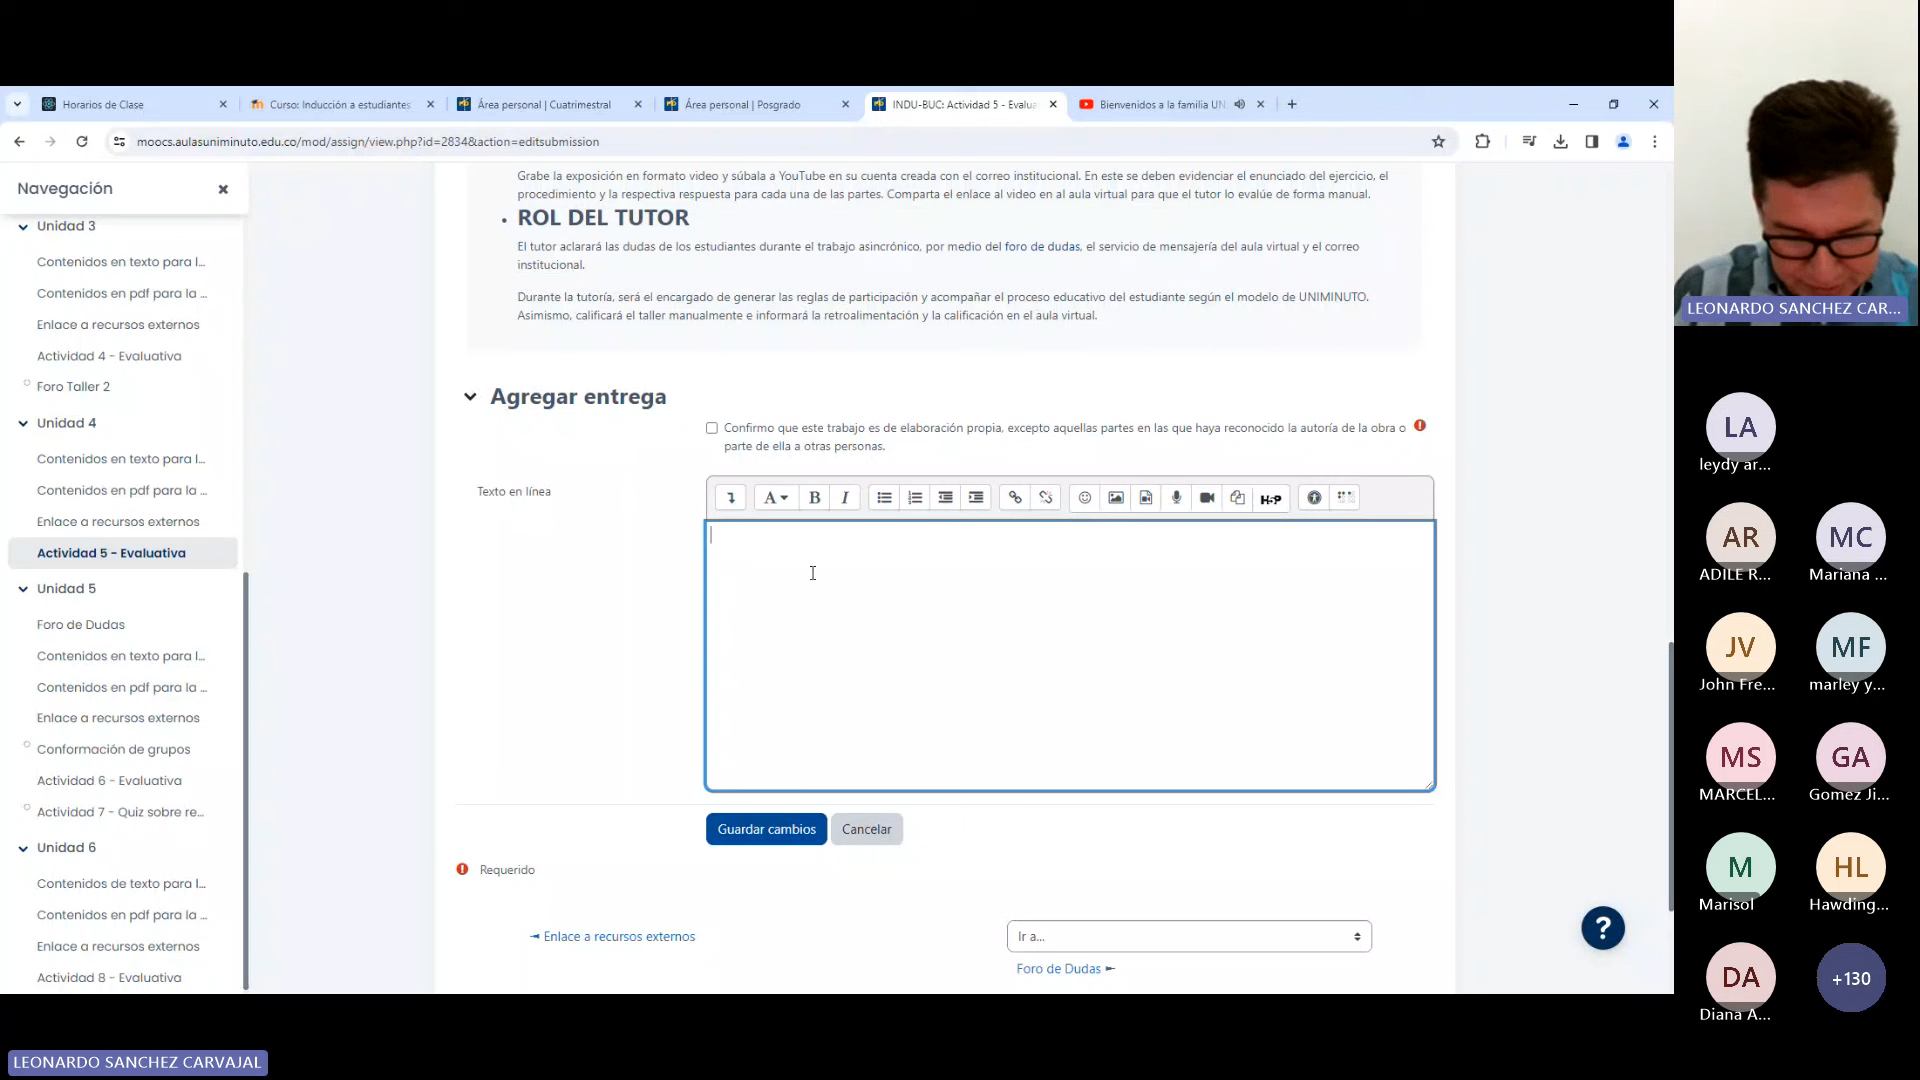 Horarios de Clase
Curso: Inducción a estudiantes
Área personal | Cuatrimestral
Área personal | Posgrado
INDU-BUC: Actividad 5 - Evalua
Bienvenidos a la familia UN
moocs.aulasuniminuto.edu.co/mod/assign/view.php?id=2834&action=editsubmission
Navegación
Unidad 3
Contenidos en texto para l...
Contenidos en pdf para la ...
Enlace a recursos externos
Actividad 4 - Evaluativa
Foro Taller 2
Unidad 4
Contenidos en texto para l...
Contenidos en pdf para la ...
Enlace a recursos externos
Actividad 5 - Evaluativa
Unidad 5
Foro de Dudas
Contenidos en texto para l...
Contenidos en pdf para la ...
Enlace a recursos externos
Conformación de grupos
Actividad 6 - Evaluativa
Actividad 7 - Quiz sobre re...
Unidad 6
Contenidos de texto para l...
Contenidos en pdf para la ...
Enlace a recursos externos
Actividad 8 - Evaluativa
Grabe la exposición en formato video y súbala a YouTube en su cuenta creada con el correo institucional. En este se deben evidenciar el enunciado del ejercicio, el
procedimiento y la respectiva respuesta para cada una de las partes. Comparta el enlace al video en al aula virtual para que el tutor lo evalúe de forma manual.
• ROL DEL TUTOR
El tutor aclarará las dudas de los estudiantes durante el trabajo asincrónico, por medio del foro de dudas, el servicio de mensajería del aula virtual y el correo
institucional.
Durante la tutoría, será el encargado de generar las reglas de participación y acompañar el proceso educativo del estudiante según el modelo de UNIMINUTO.
Asimismo, calificará el taller manualmente e informará la retroalimentación y la calificación en el aula virtual.
Agregar entrega
Confirmo que este trabajo es de elaboración propia, excepto aquellas partes en las que haya reconocido la autoría de la obra o
parte de ella a otras personas.
Texto en línea
A B I
H5P
Guardar cambios
Cancelar
Requerido
Enlace a recursos externos
Ir a...
Foro de Dudas
?
LEONARDO SANCHEZ CAR...
LA
leydy ar...
AR
ADILE R...
MC
Mariana ...
JV
John Fre...
MF
marley y...
MS
MARCEL...
GA
Gomez Ji...
M
Marisol
HL
Hawding...
DA
Diana A...
+130
LEONARDO SANCHEZ CARVAJAL